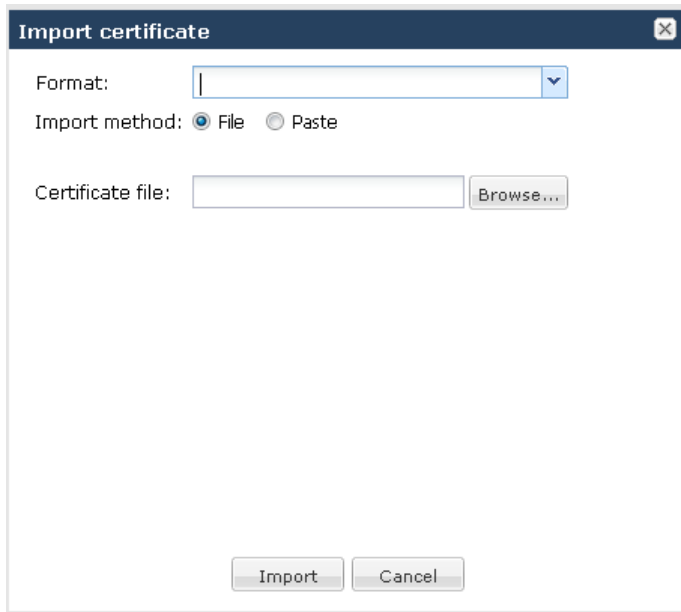 Import certificate
Format:
Import method: File Paste
Certificate file: Browse...
Import Cancel